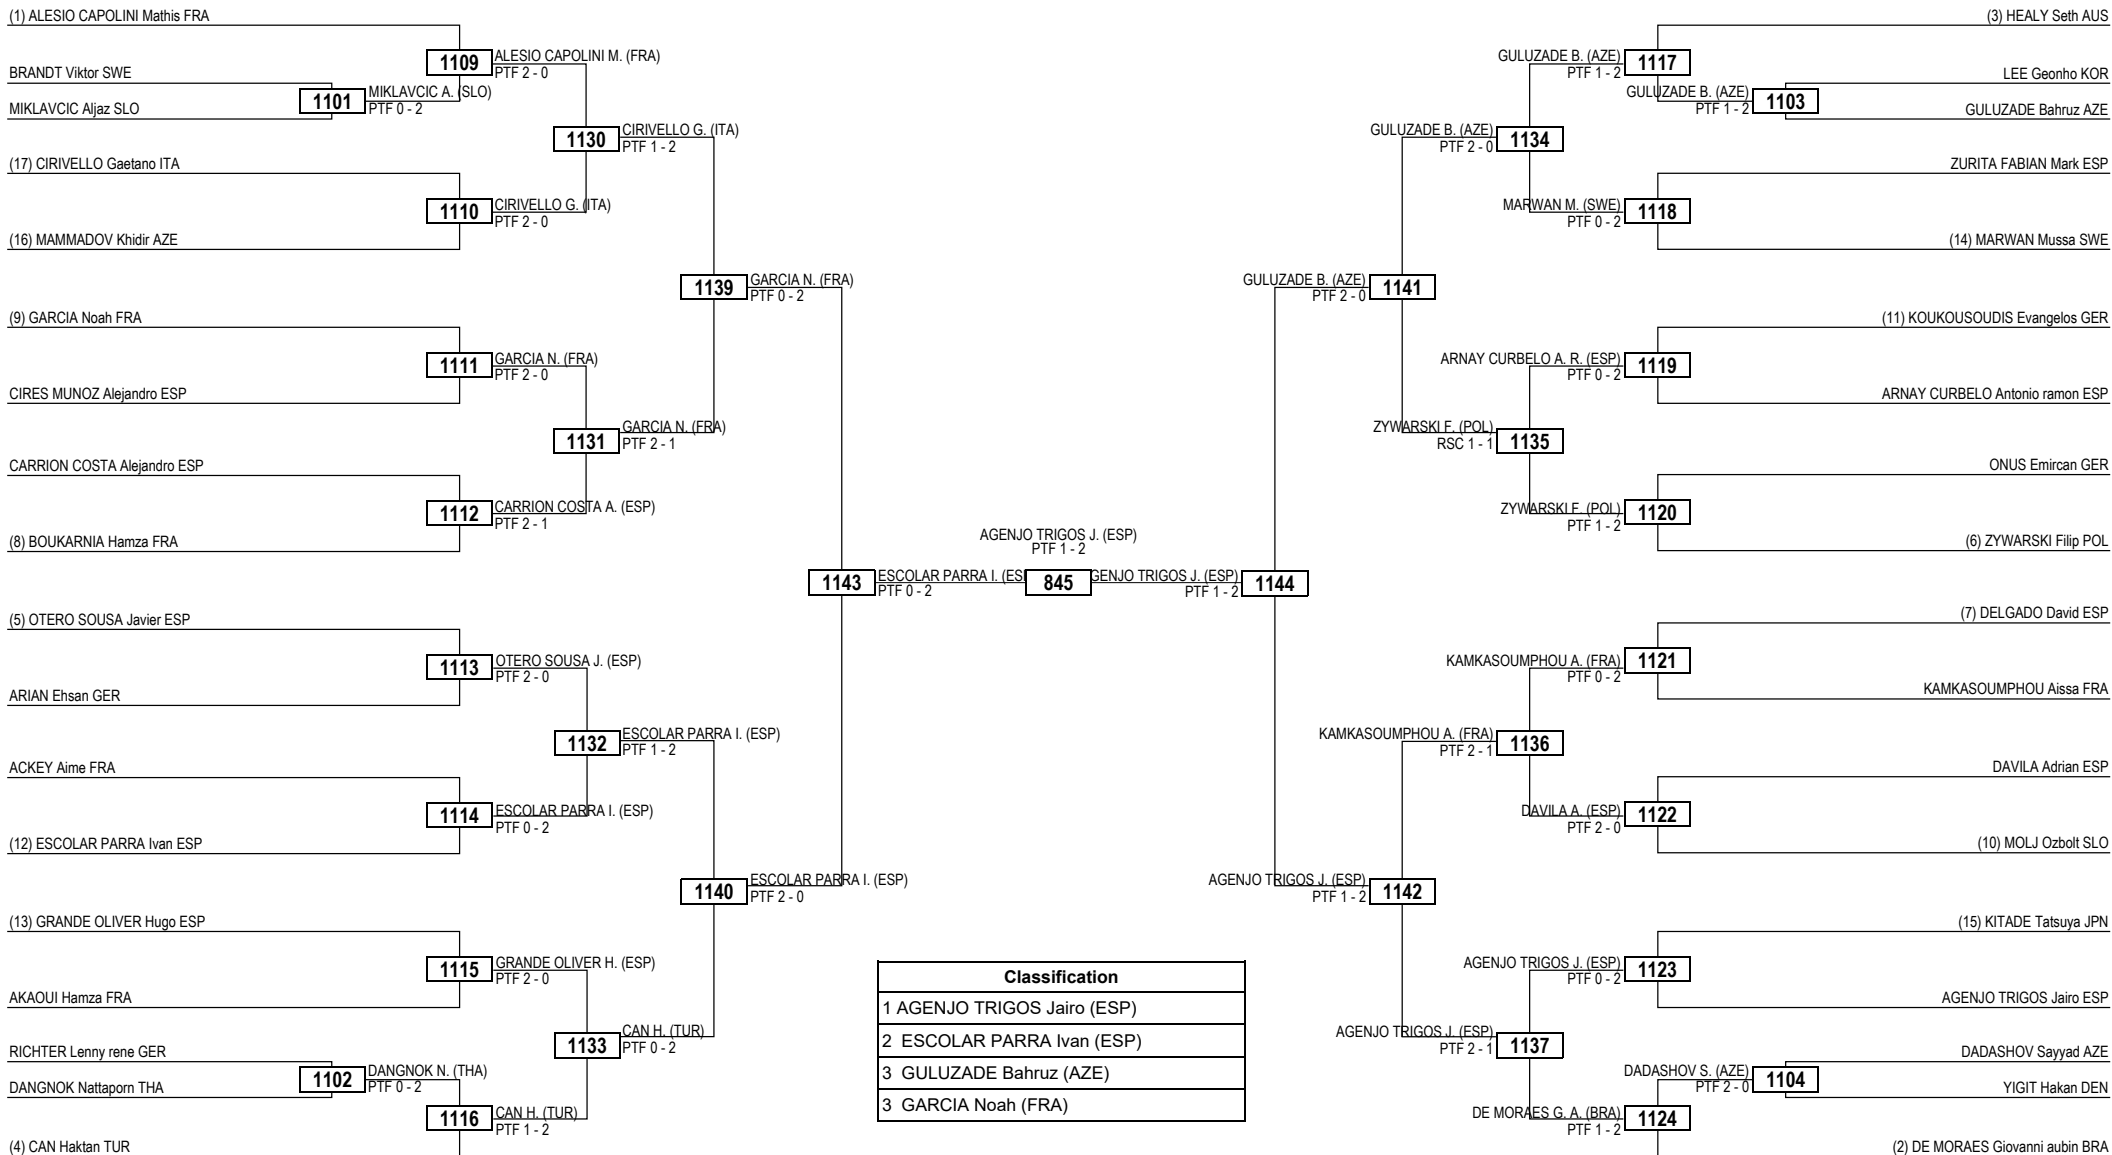 (1) ALESIO CAPOLINI Mathis FRA
BRANDT Viktor SWE
MIKLAVCIC Aljaz SLO
(17) CIRIVELLO Gaetano ITA
(16) MAMMADOV Khidir AZE
(9) GARCIA Noah FRA
CIRES MUNOZ Alejandro ESP
CARRION COSTA Alejandro ESP
(8) BOUKARNIA Hamza FRA
(5) OTERO SOUSA Javier ESP
ARIAN Ehsan GER
ACKEY Aime FRA
(12) ESCOLAR PARRA Ivan ESP
(13) GRANDE OLIVER Hugo ESP
AKAOUI Hamza FRA
RICHTER Lenny rene GER
DANGNOK Nattaporn THA
(4) CAN Haktan TUR
1101
MIKLAVCIC A. (SLO)
PTF 0 - 2
1102
DANGNOK N. (THA)
PTF 0 - 2
1109
ALESIO CAPOLINI M. (FRA)
PTF 2 - 0
1110
CIRIVELLO G. (ITA)
PTF 2 - 0
1111
GARCIA N. (FRA)
PTF 2 - 0
1112
CARRION COSTA A. (ESP)
PTF 2 - 1
1113
OTERO SOUSA J. (ESP)
PTF 2 - 0
1114
ESCOLAR PARRA I. (ESP)
PTF 0 - 2
1115
GRANDE OLIVER H. (ESP)
PTF 2 - 0
1116
CAN H. (TUR)
PTF 1 - 2
1130
CIRIVELLO G. (ITA)
PTF 1 - 2
1131
GARCIA N. (FRA)
PTF 2 - 1
1132
ESCOLAR PARRA I. (ESP)
PTF 1 - 2
1133
CAN H. (TUR)
PTF 0 - 2
1139
GARCIA N. (FRA)
PTF 0 - 2
1140
ESCOLAR PARRA I. (ESP)
PTF 2 - 0
1143
ESCOLAR PARRA I. (ES
PTF 0 - 2
AGENJO TRIGOS J. (ESP)
PTF 1 - 2
845
GENJO TRIGOS J. (ESP)
PTF 1 - 2
1144
GULUZADE B. (AZE)
PTF 2 - 0
1141
AGENJO TRIGOS J. (ESP)
PTF 1 - 2
1142
GULUZADE B. (AZE)
PTF 2 - 0
1134
ZYWARSKI F. (POL)
RSC 1 - 1
1135
KAMKASOUMPHOU A. (FRA)
PTF 2 - 1
1136
AGENJO TRIGOS J. (ESP)
PTF 2 - 1
1137
GULUZADE B. (AZE)
PTF 1 - 2
1117
MARWAN M. (SWE)
PTF 0 - 2
1118
ARNAY CURBELO A. R. (ESP)
PTF 0 - 2
1119
ZYWARSKI F. (POL)
PTF 1 - 2
1120
KAMKASOUMPHOU A. (FRA)
PTF 0 - 2
1121
DAVILA A. (ESP)
PTF 2 - 0
1122
AGENJO TRIGOS J. (ESP)
PTF 0 - 2
1123
DE MORAES G. A. (BRA)
PTF 1 - 2
1124
GULUZADE B. (AZE)
PTF 1 - 2
1103
DADASHOV S. (AZE)
PTF 2 - 0
1104
(3) HEALY Seth AUS
LEE Geonho KOR
GULUZADE Bahruz AZE
ZURITA FABIAN Mark ESP
(14) MARWAN Mussa SWE
(11) KOUKOUSOUDIS Evangelos GER
ARNAY CURBELO Antonio ramon ESP
ONUS Emircan GER
(6) ZYWARSKI Filip POL
(7) DELGADO David ESP
KAMKASOUMPHOU Aissa FRA
DAVILA Adrian ESP
(10) MOLJ Ozbolt SLO
(15) KITADE Tatsuya JPN
AGENJO TRIGOS Jairo ESP
DADASHOV Sayyad AZE
YIGIT Hakan DEN
(2) DE MORAES Giovanni aubin BRA
Classification
1 AGENJO TRIGOS Jairo (ESP)
2 ESCOLAR PARRA Ivan (ESP)
3 GULUZADE Bahruz (AZE)
3 GARCIA Noah (FRA)